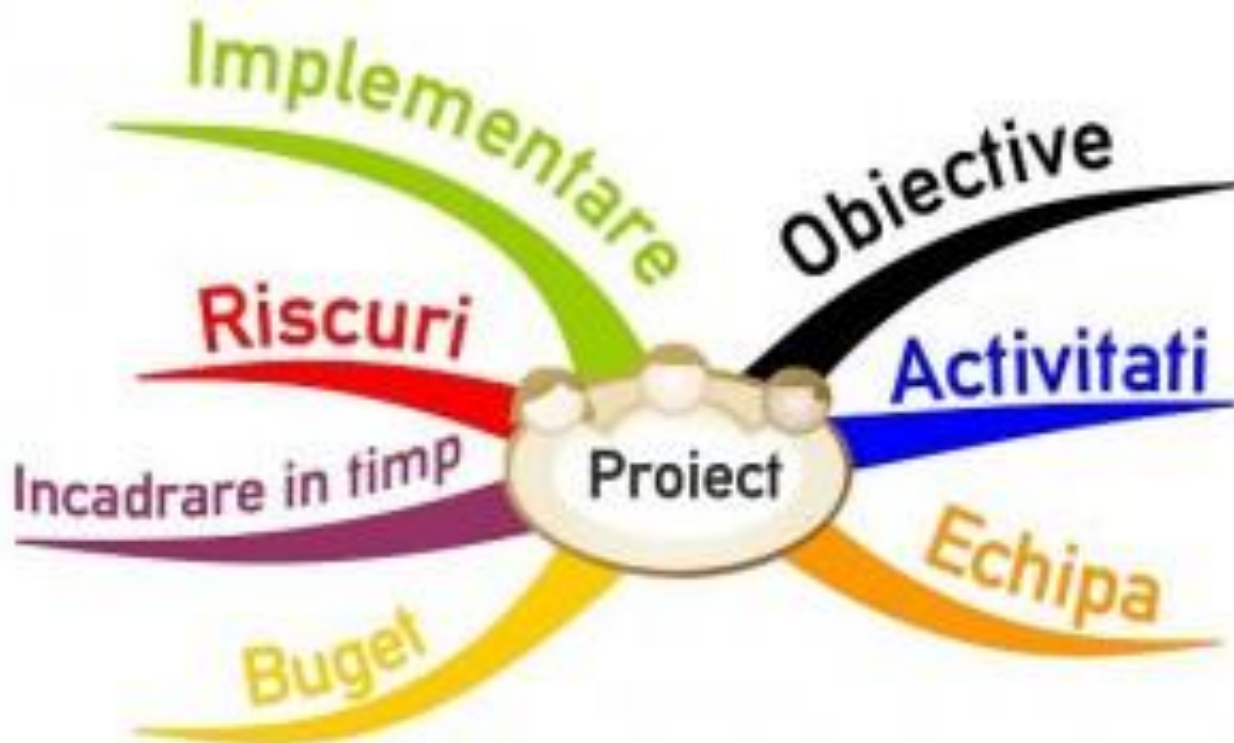 Implementare
Obiective
Riscuri
Activitati
Incadrare in timp
Proiect
Echipa
Buget